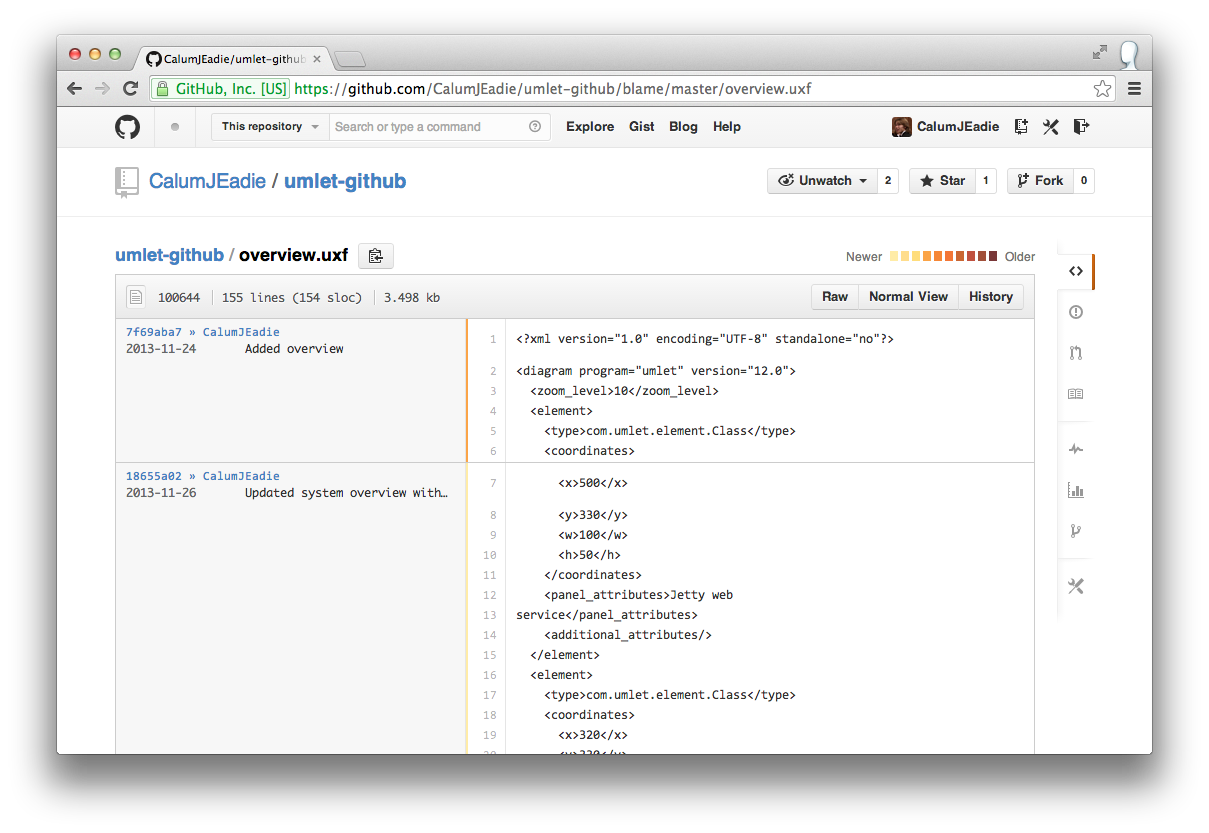 CalumJEadie/umlet-github
GitHub, Inc. [US] https://github.com/CalumJEadie/umlet-github/blame/master/overview.uxf
This repository Search or type a command Explore Gist Blog Help CalumJEadie
CalumJEadie / umlet-github Unwatch 2 Star 1 Fork 0
umlet-github / overview.uxf Newer Older
100644 155 lines (154 sloc) 3.498 kb Raw Normal View History
7f69aba7 » CalumJEadie
2013-11-24 Added overview
1 <?xml version="1.0" encoding="UTF-8" standalone="no"?>
2 <diagram program="umlet" version="12.0">
3 <zoom_level>10</zoom_level>
4 <element>
5 <type>com.umlet.element.Class</type>
6 <coordinates>
18655a02 » CalumJEadie
2013-11-26 Updated system overview with…
7 <x>500</x>
8 <y>330</y>
9 <w>100</w>
10 <h>50</h>
11 </coordinates>
12 <panel_attributes>Jetty web
13 service</panel_attributes>
14 <additional_attributes/>
15 </element>
16 <element>
17 <type>com.umlet.element.Class</type>
18 <coordinates>
19 <x>320</x>